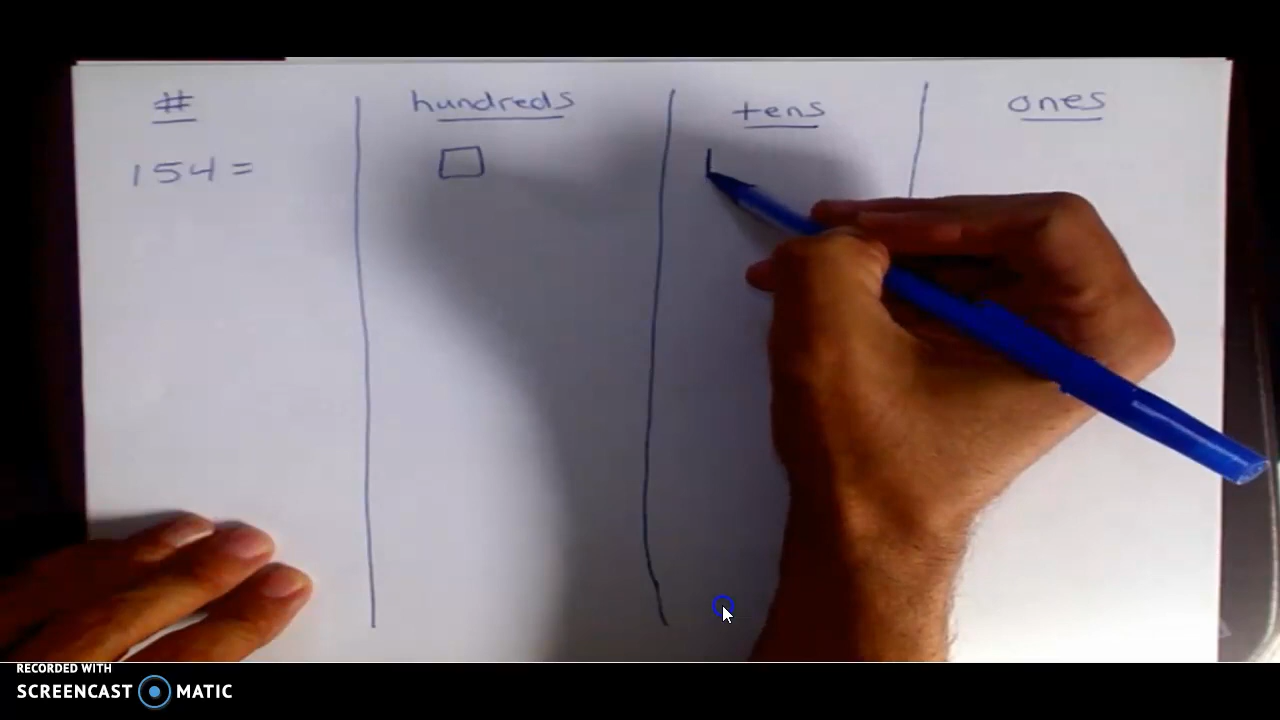 # hundreds tens ones
154 =
RECORDED WITH
SCREENCAST MATIC